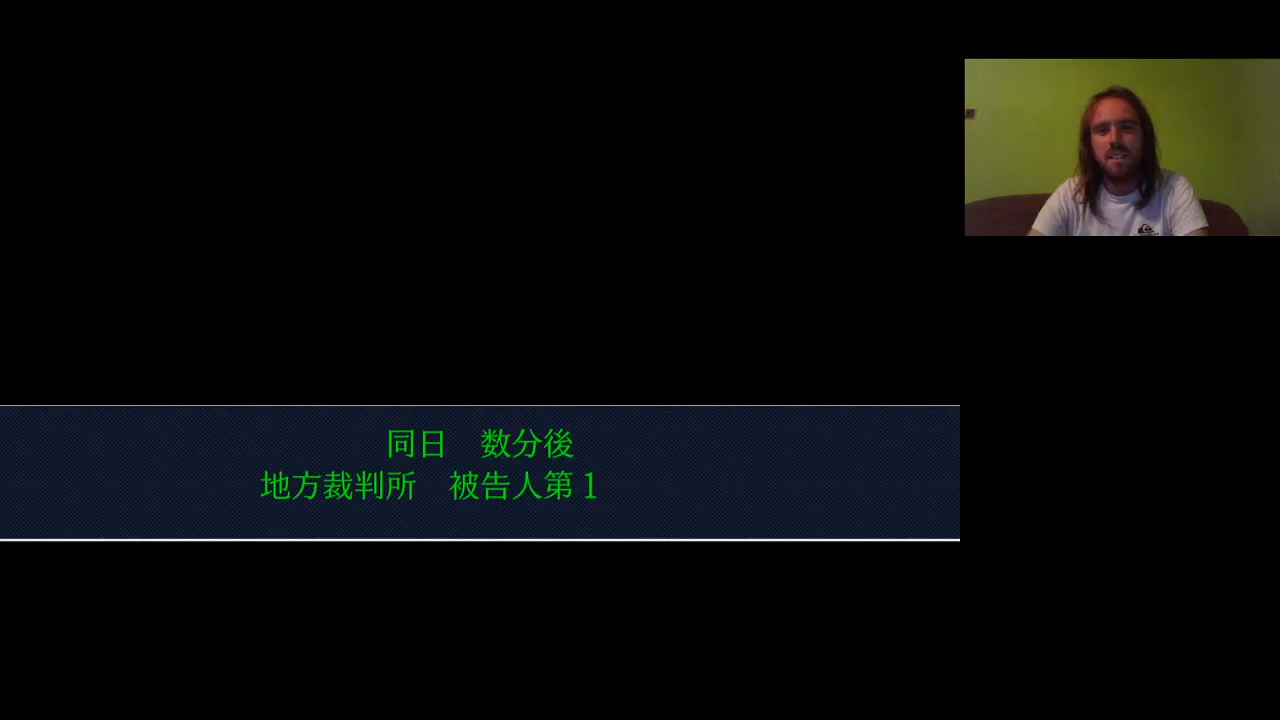 同日　数分後
地方裁判所　被告人第１